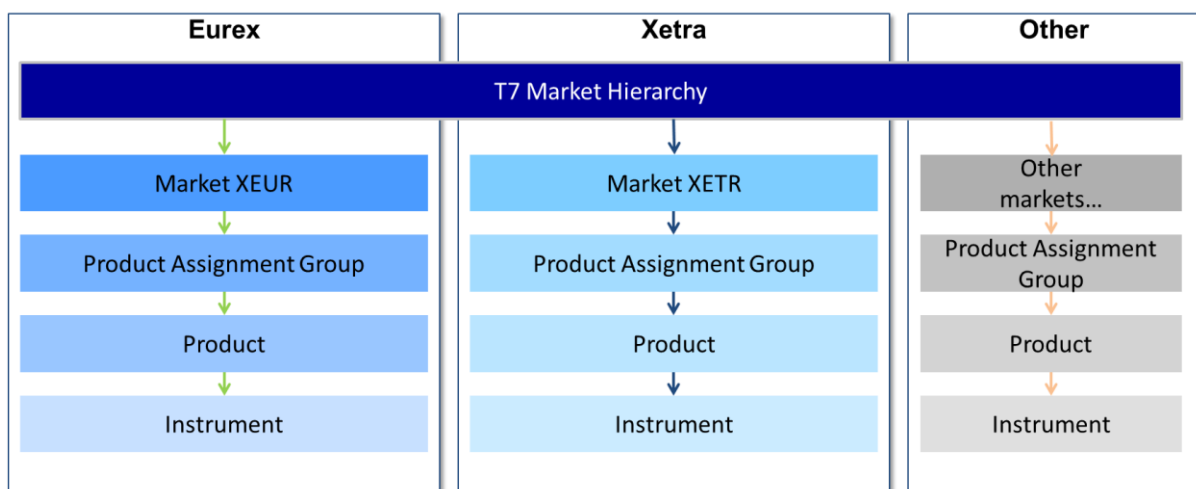 Eurex
Xetra
Other
T7 Market Hierarchy
Market XEUR
Market XETR
Other
markets...
Product Assignment Group
Product Assignment Group
Product Assignment
Group
Product
Product
Product
Instrument
Instrument
Instrument